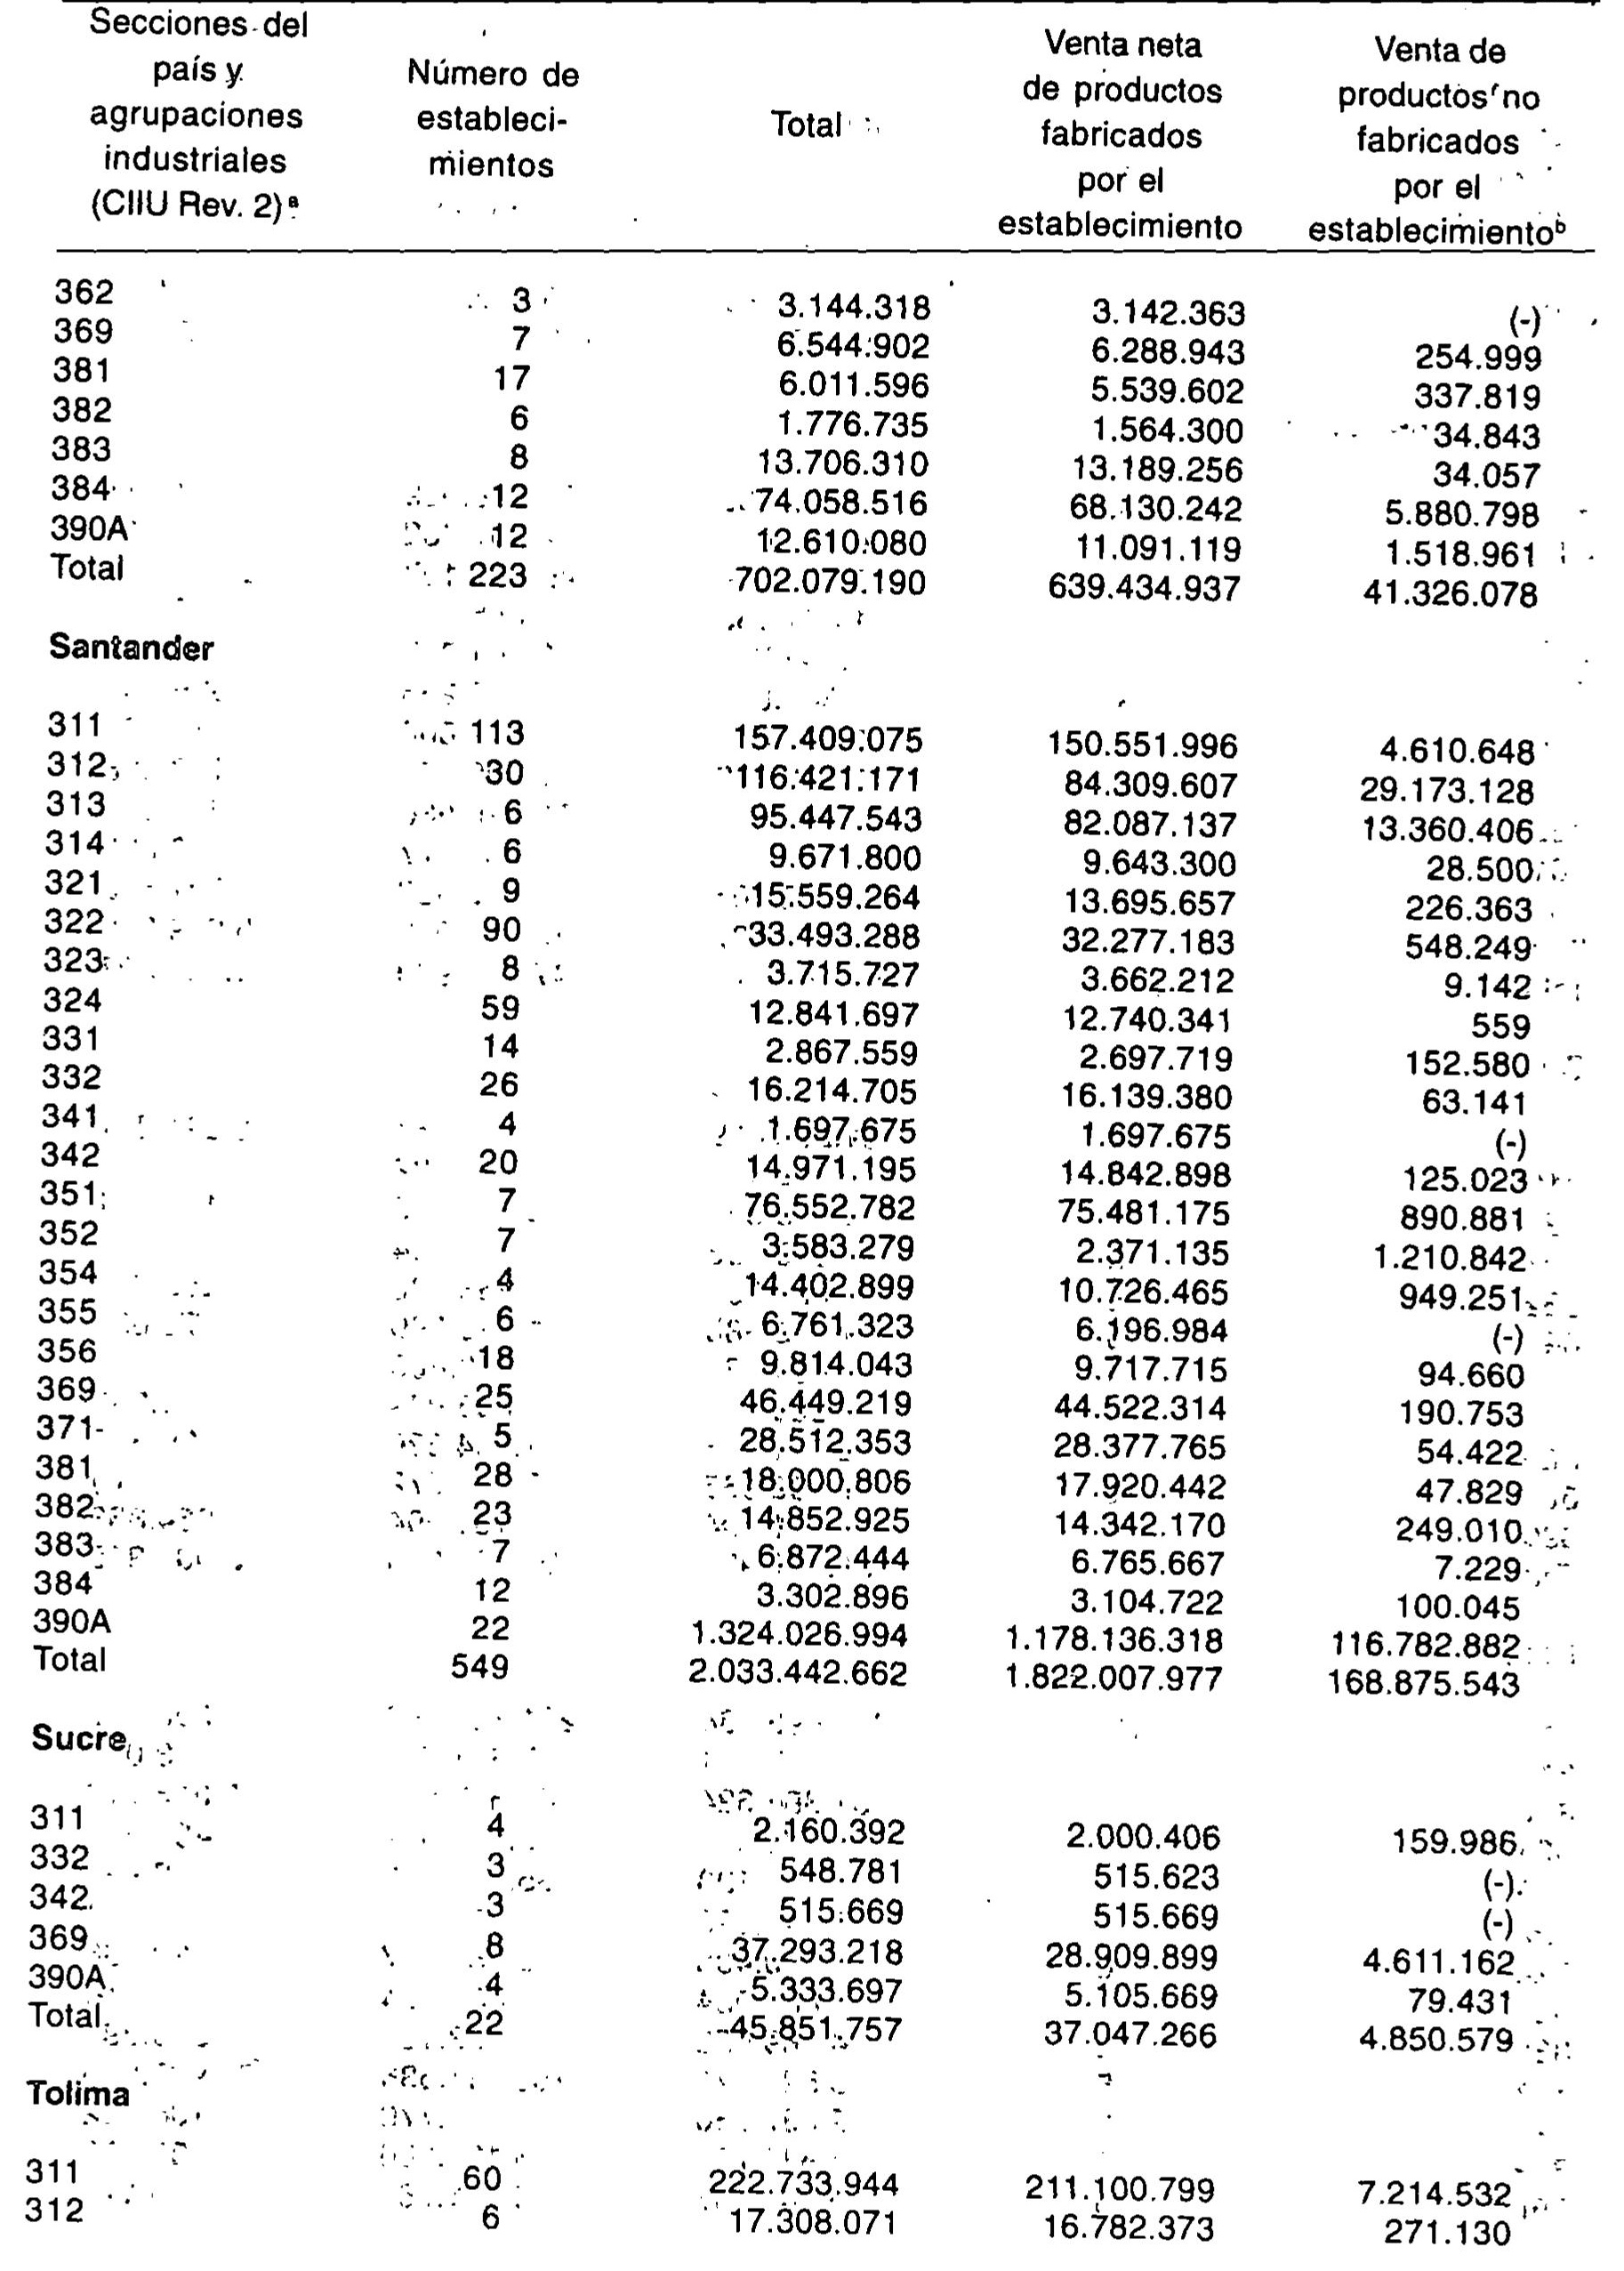 Secciones del país y agrupaciones industriales (CIIU Rev. 2)ª Número de estableci- mientos Total Venta neta de productos fabricados por el establecimiento Venta de productos no fabricados por el establecimientoᵇ
362 3 3.144.318 3.142.363 (-)
369 7 6.544.902 6.288.943 254.999
381 17 6.011.596 5.539.602 337.819
382 6 1.776.735 1.564.300 34.843
383 8 13.706.310 13.189.256 34.057
384 12 74.058.516 68.130.242 5.880.798
390A 12 12.610.080 11.091.119 1.518.961
Total 223 702.079.190 639.434.937 41.326.078
Santander
311 113 157.409.075 150.551.996 4.610.648
312 30 116.421.171 84.309.607 29.173.128
313 6 95.447.543 82.087.137 13.360.406
314 6 9.671.800 9.643.300 28.500
321 9 15.559.264 13.695.657 226.363
322 90 33.493.288 32.277.183 548.249
323 8 3.715.727 3.662.212 9.142
324 59 12.841.697 12.740.341 559
331 14 2.867.559 2.697.719 152.580
332 26 16.214.705 16.139.380 63.141
341 4 1.697.675 1.697.675 (-)
342 20 14.971.195 14.842.898 125.023
351 7 76.552.782 75.481.175 890.881
352 7 3.583.279 2.371.135 1.210.842
354 4 14.402.899 10.726.465 949.251
355 6 6.761.323 6.196.984 (-)
356 18 9.814.043 9.717.715 94.660
369 25 46.449.219 44.522.314 190.753
371 5 28.512.353 28.377.765 54.422
381 28 18.000.806 17.920.442 47.829
382 23 14.852.925 14.342.170 249.010
383 7 6.872.444 6.765.667 7.229
384 12 3.302.896 3.104.722 100.045
390A 22 1.324.026.994 1.178.136.318 116.782.882
Total 549 2.033.442.662 1.822.007.977 168.875.543
Sucre
311 4 2.160.392 2.000.406 159.986
332 3 548.781 515.623 (-)
342 3 515.669 515.669 (-)
369 8 37.293.218 28.909.899 4.611.162
390A 4 5.333.697 5.105.669 79.431
Total 22 45.851.757 37.047.266 4.850.579
Tolima
311 60 222.733.944 211.100.799 7.214.532
312 6 17.308.071 16.782.373 271.130